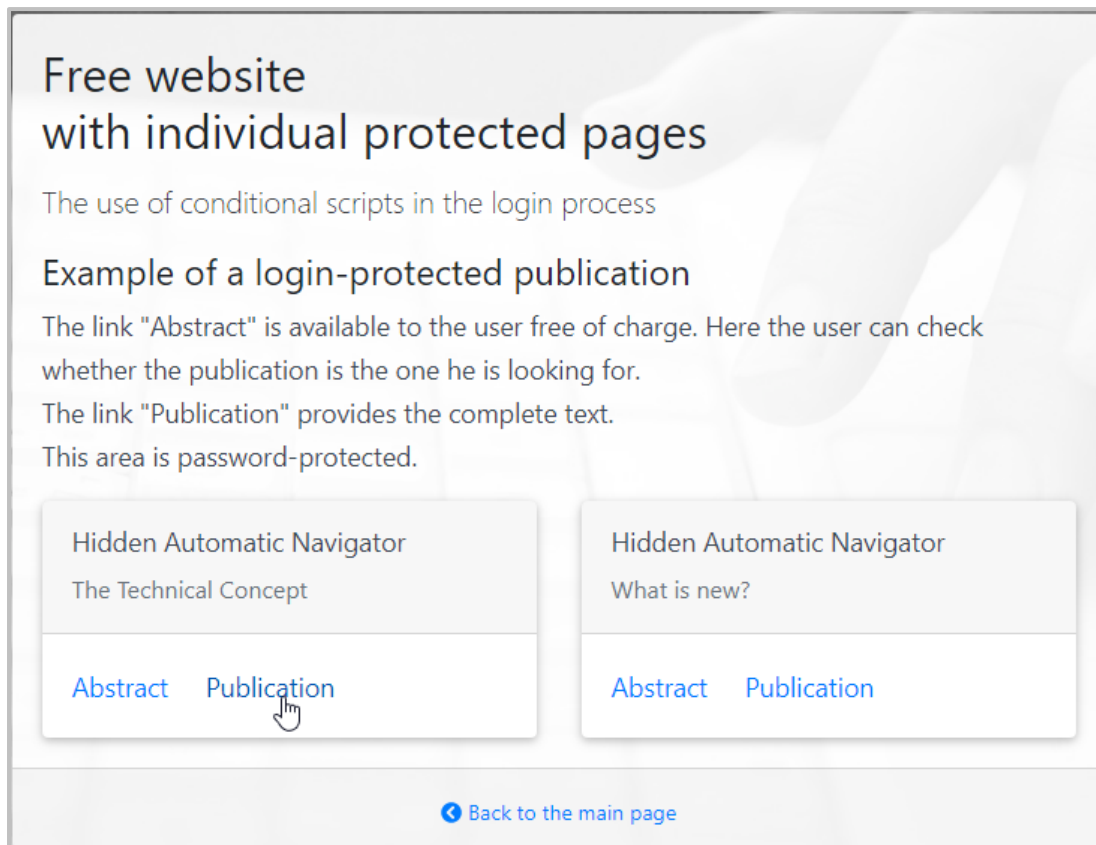 Free website
with individual protected pages
The use of conditional scripts in the login process
Example of a login-protected publication
The link "Abstract" is available to the user free of charge. Here the user can check
whether the publication is the one he is looking for.
The link "Publication" provides the complete text.
This area is password-protected.
Hidden Automatic Navigator
The Technical Concept
Abstract Publication
Hidden Automatic Navigator
What is new?
Abstract Publication
Back to the main page